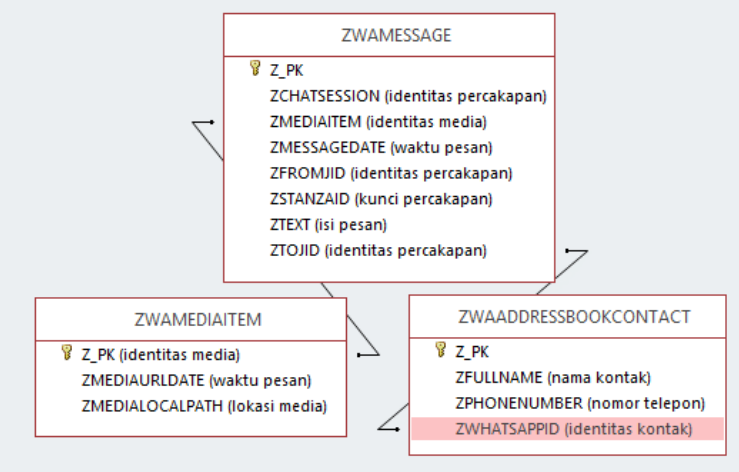 ZWAMESSAGE
Z_PK
ZCHATSESSION (identitas percakapan)
ZMEDIAITEM (identitas media)
ZMESSAGEDATE (waktu pesan)
ZFROMJID (identitas percakapan)
ZSTANZAID (kunci percakapan)
ZTEXT (isi pesan)
ZTOJID (identitas percakapan)
ZWAMEDIAITEM
Z_PK (identitas media)
ZMEDIAURLDATE (waktu pesan)
ZMEDIALOCALPATH (lokasi media)
ZWAADDRESSBOOKCONTACT
Z_PK
ZFULLNAME (nama kontak)
ZPHONENUMBER (nomor telepon)
ZWHATSAPPID (identitas kontak)